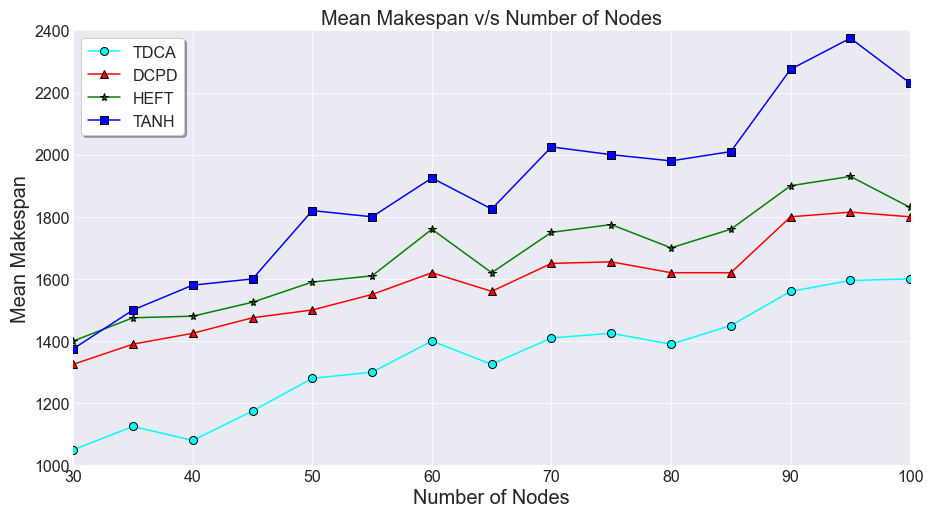 Mean Makespan v/s Number of Nodes
TDCA
DCPD
HEFT
TANH
2400
2200
2000
1800
1600
1400
1200
1000
Mean Makespan
30 40 50 60 70 80 90 100
Number of Nodes